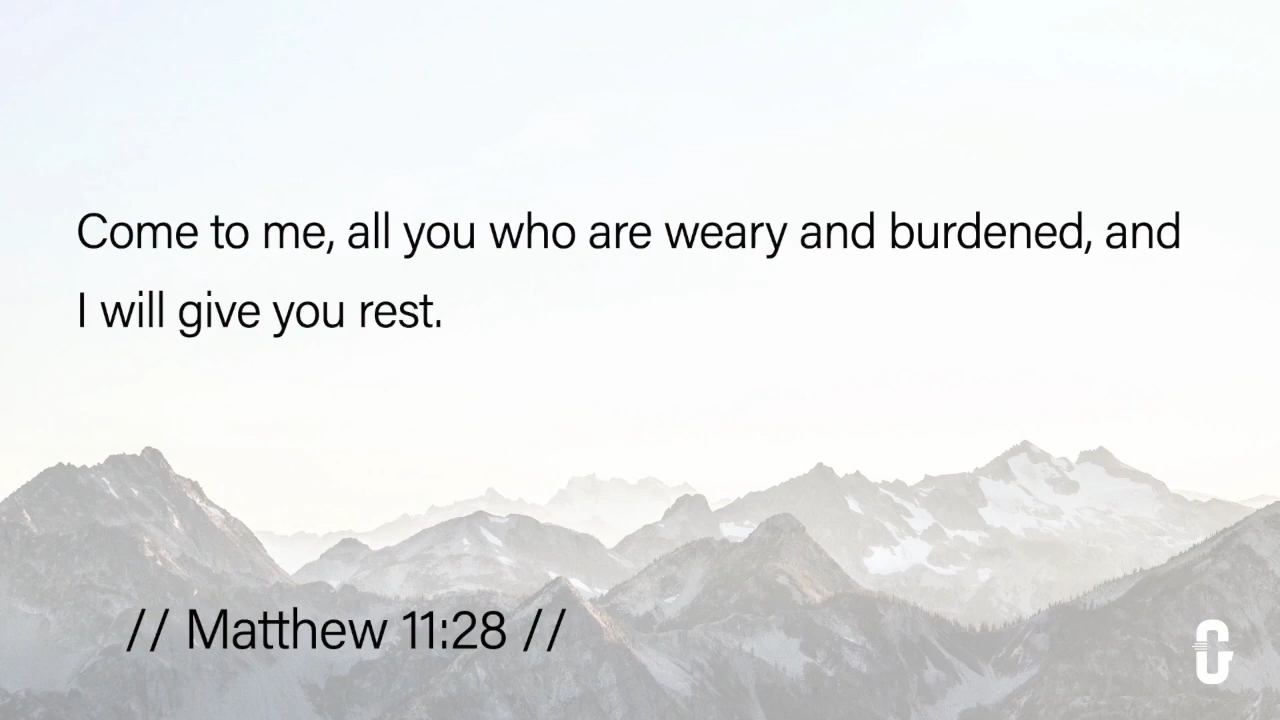 Come to me, all you who are weary and burdened, and
I will give you rest.
// Matthew 11:28 //